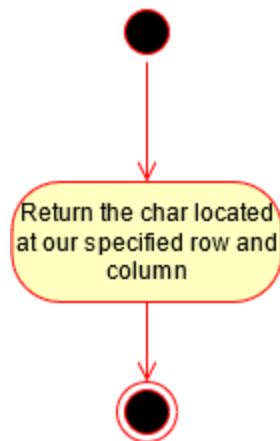 Return the char located
at our specified row and
column